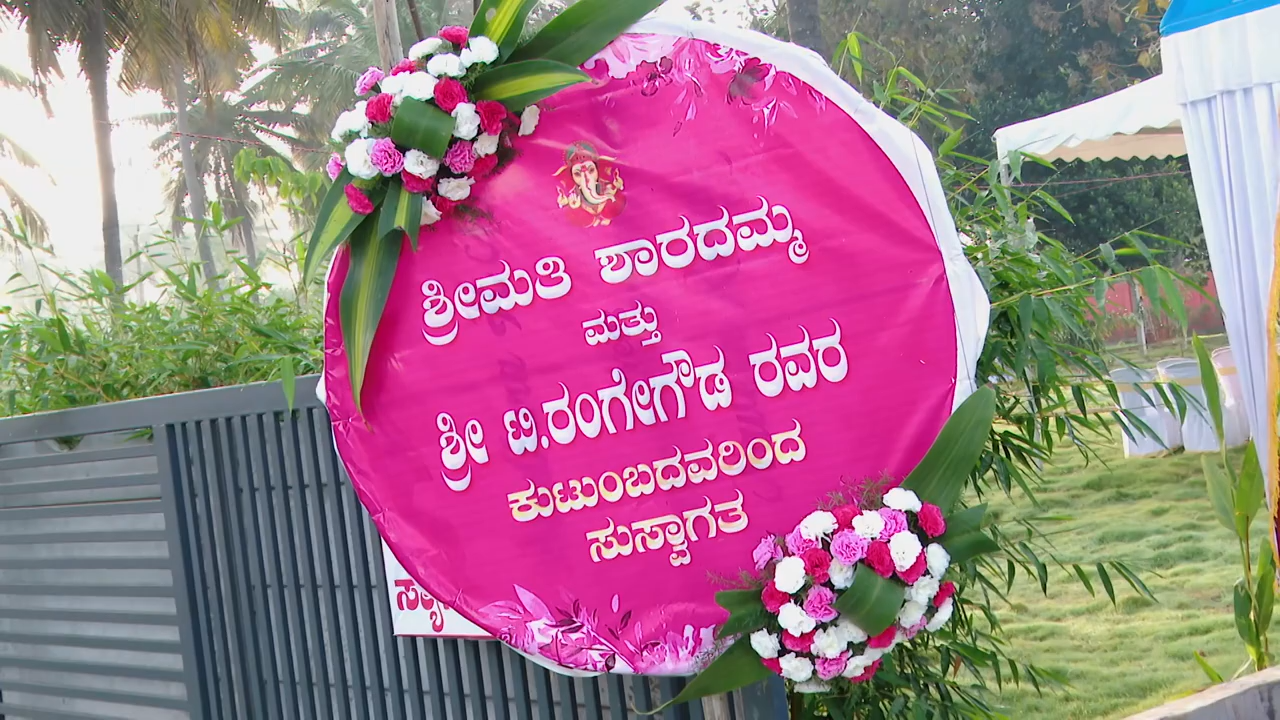 ಶ್ರೀಮತಿ ಶಾರದಮ್ಮ
ಮತ್ತು
ಶ್ರೀ ಟಿ.ರಂಗೇಗೌಡ ರವರ
ಕುಟುಂಬದವರಿಂದ
ಸುಸ್ವಾಗತ